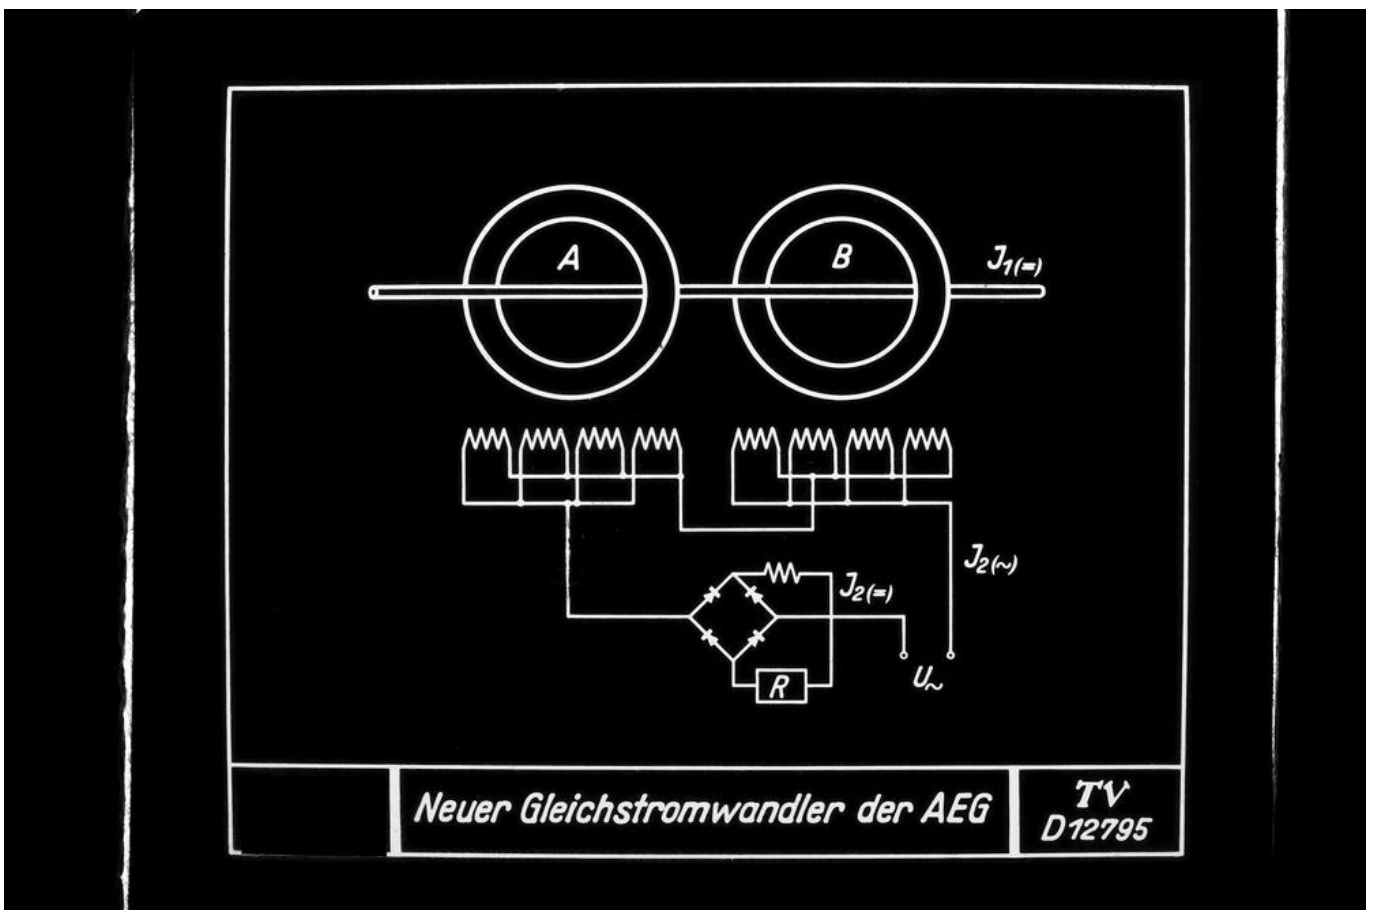 A
B
J1(=)
J2(~)
J2(=)
U~
R
Neuer Gleichstromwandler der AEG
TV
D12795